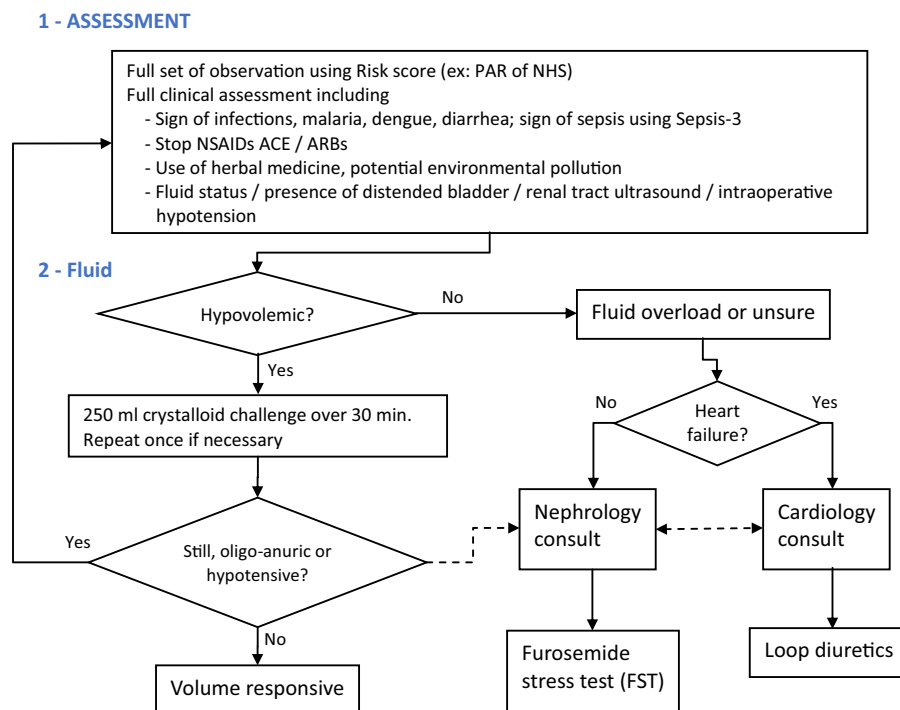 1 - ASSESSMENT
Full set of observation using Risk score (ex: PAR of NHS)
Full clinical assessment including
- Sign of infections, malaria, dengue, diarrhea; sign of sepsis using Sepsis-3
- Stop NSAIDs ACE / ARBs
- Use of herbal medicine, potential environmental pollution
- Fluid status / presence of distended bladder / renal tract ultrasound / intraoperative
hypotension
2 - Fluid
Hypovolemic?
No
Fluid overload or unsure
Yes
250 ml crystalloid challenge over 30 min.
Repeat once if necessary
No
Heart
failure?
Yes
Yes
Still, oligo-anuric or
hypotensive?
Nephrology
consult
Cardiology
consult
No
Volume responsive
Furosemide
stress test (FST)
Loop diuretics